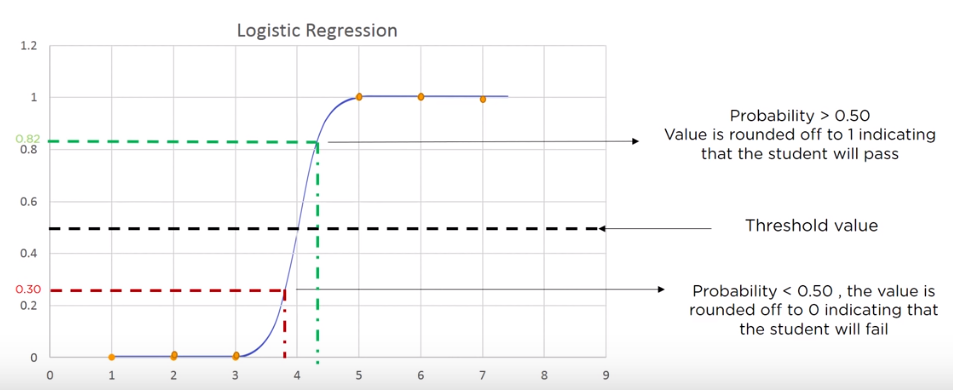 Logistic Regression
1.2
1
0.82
0.8
0.6
0.4
0.30
0.2
0
0 1 2 3 4 5 6 7 8 9
Probability > 0.50
Value is rounded off to 1 indicating
that the student will pass
Threshold value
Probability < 0.50 , the value is
rounded off to 0 indicating that
the student will fail